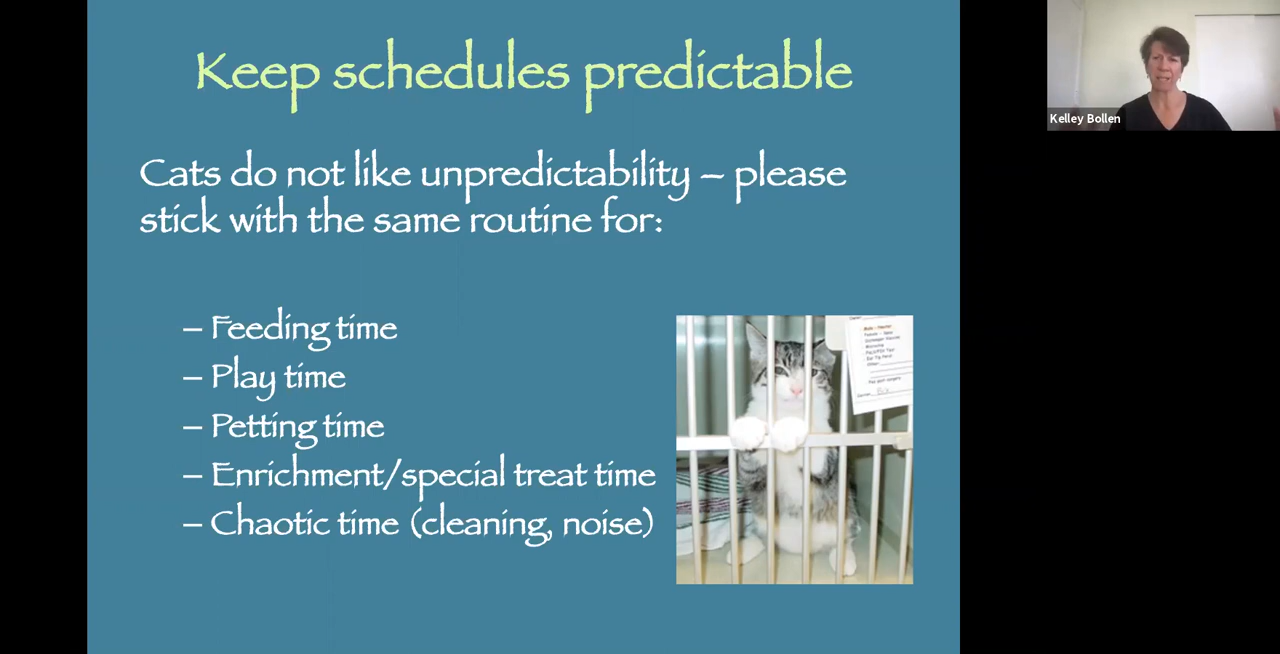 Keep schedules predictable
Cats do not like unpredictability – please
stick with the same routine for:
– Feeding time
– Play time
– Petting time
– Enrichment/special treat time
– Chaotic time (cleaning, noise)
Kelley Bollen